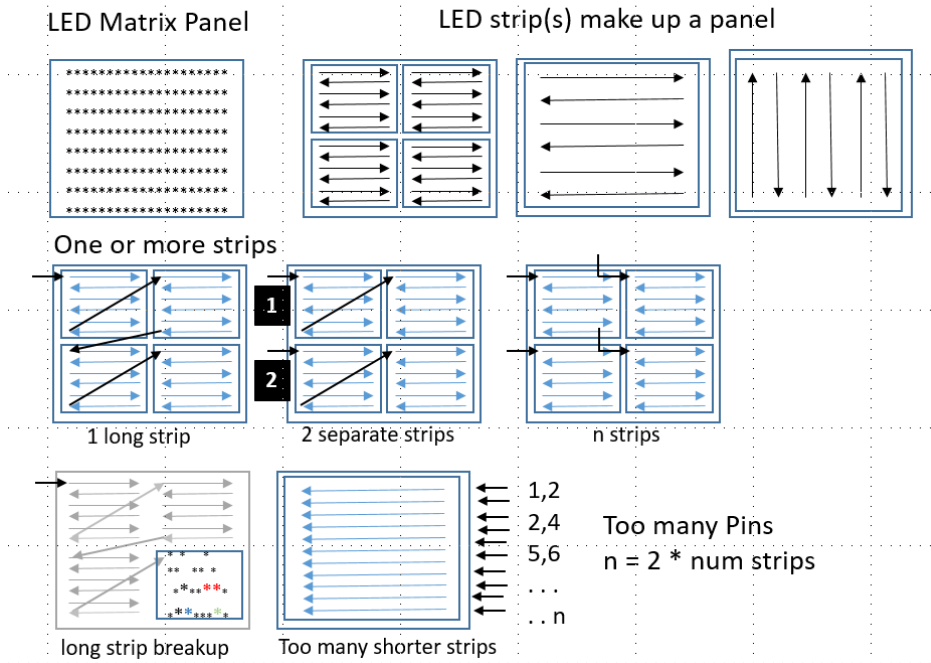 LED Matrix Panel
LED strip(s) make up a panel
One or more strips
1
2
1 long strip
2 separate strips
n strips
1,2
2,4
5,6
. . .
. . n
Too many Pins
n = 2 * num strips
long strip breakup
Too many shorter strips